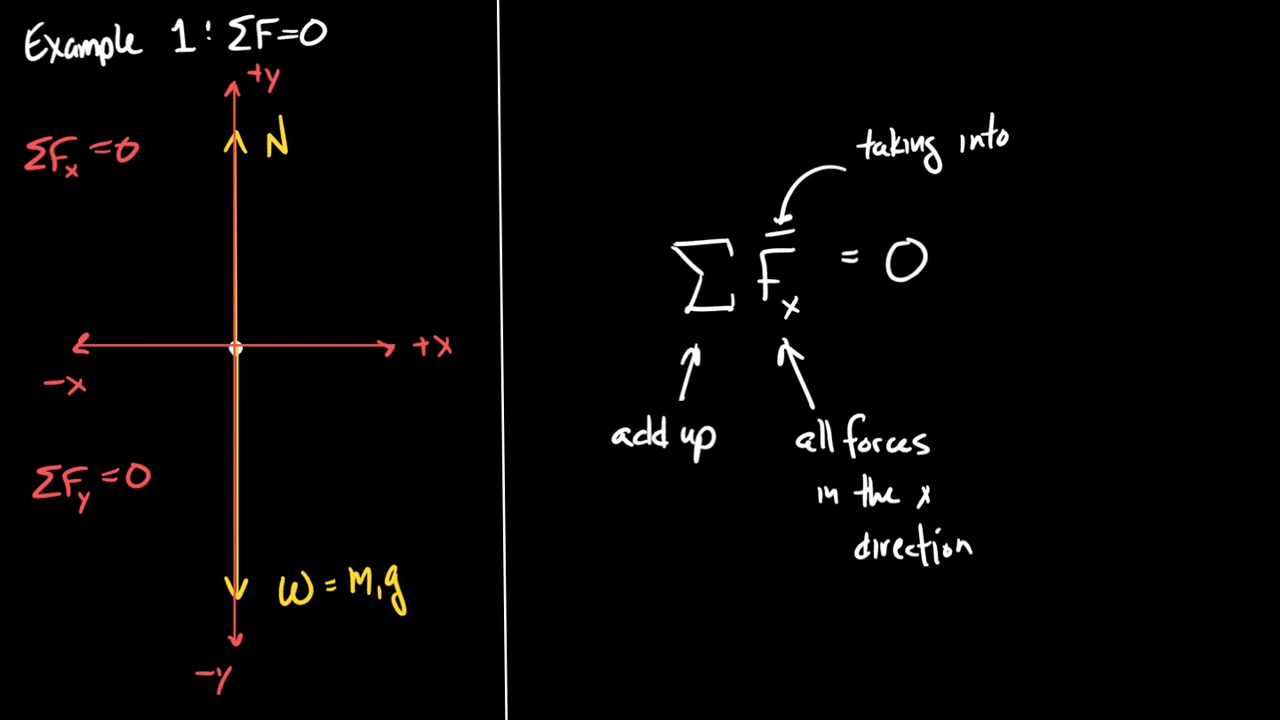 Example 1: ΣF=0
+y
N
ΣFx=0
-x
+x
ΣFy=0
W=m₁g
-y
taking into
Σ F̄x = 0
add up
all forces
in the x
direction